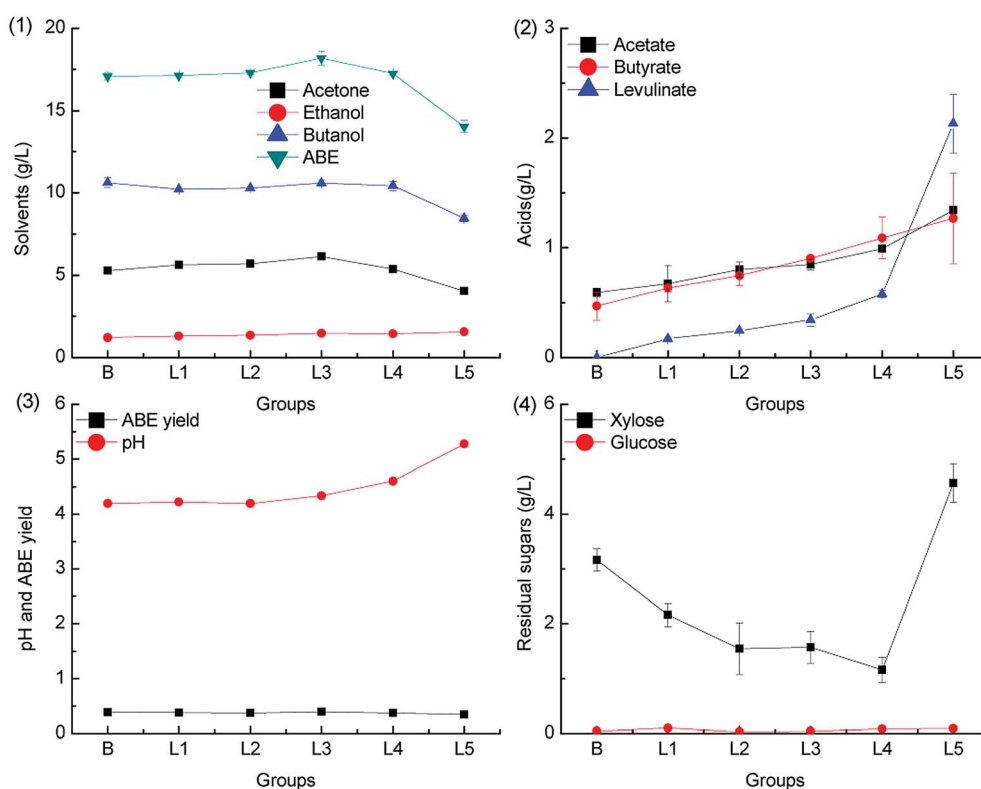 (1)
Solvents (g/L)
20
15
10
5
0
Acetone
Ethanol
Butanol
ABE
B L1 L2 L3 L4 L5
Groups
(2)
Acids(g/L)
3
2
1
0
Acetate
Butyrate
Levulinate
B L1 L2 L3 L4 L5
Groups
(3)
pH and ABE yield
6
5
4
3
2
1
0
ABE yield
pH
B L1 L2 L3 L4 L5
Groups
(4)
Residual sugars (g/L)
6
4
2
0
Xylose
Glucose
B L1 L2 L3 L4 L5
Groups